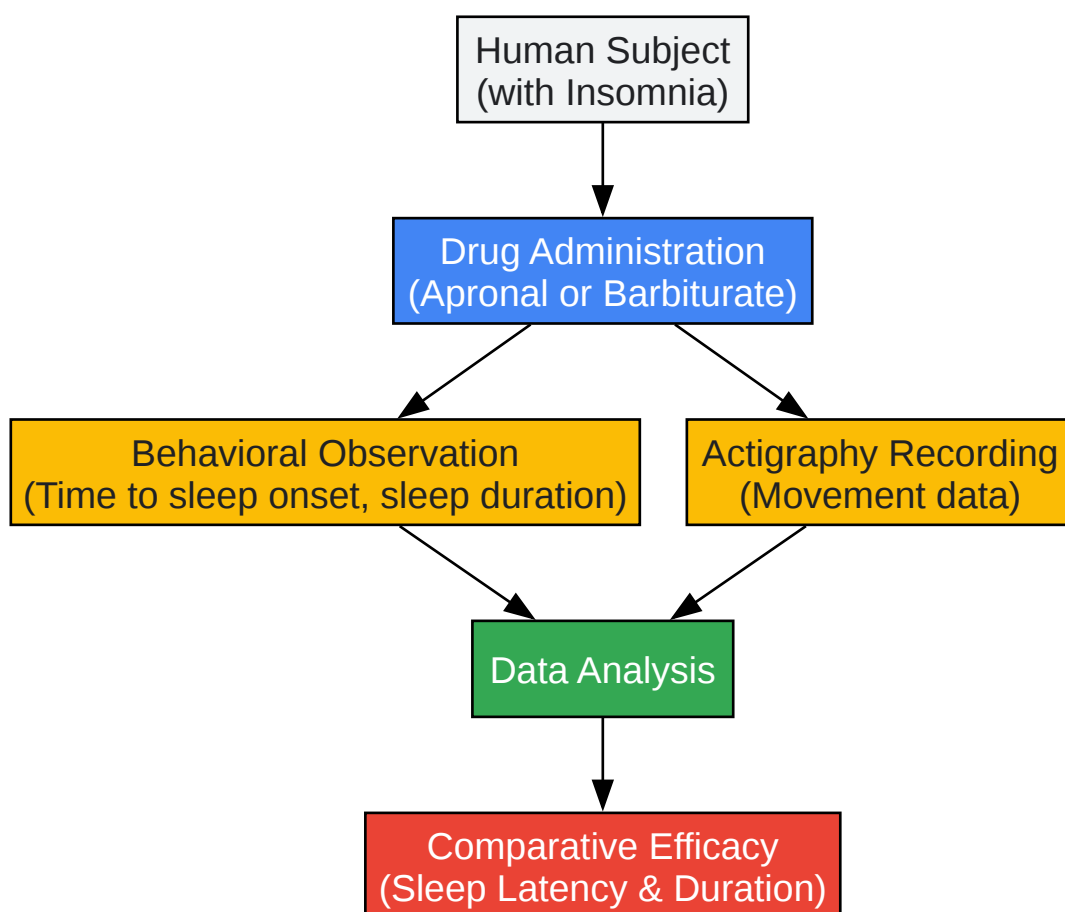 Human Subject
(with Insomnia)
Drug Administration
(Apronal or Barbiturate)
Behavioral Observation
(Time to sleep onset, sleep duration)
Actigraphy Recording
(Movement data)
Data Analysis
Comparative Efficacy
(Sleep Latency & Duration)